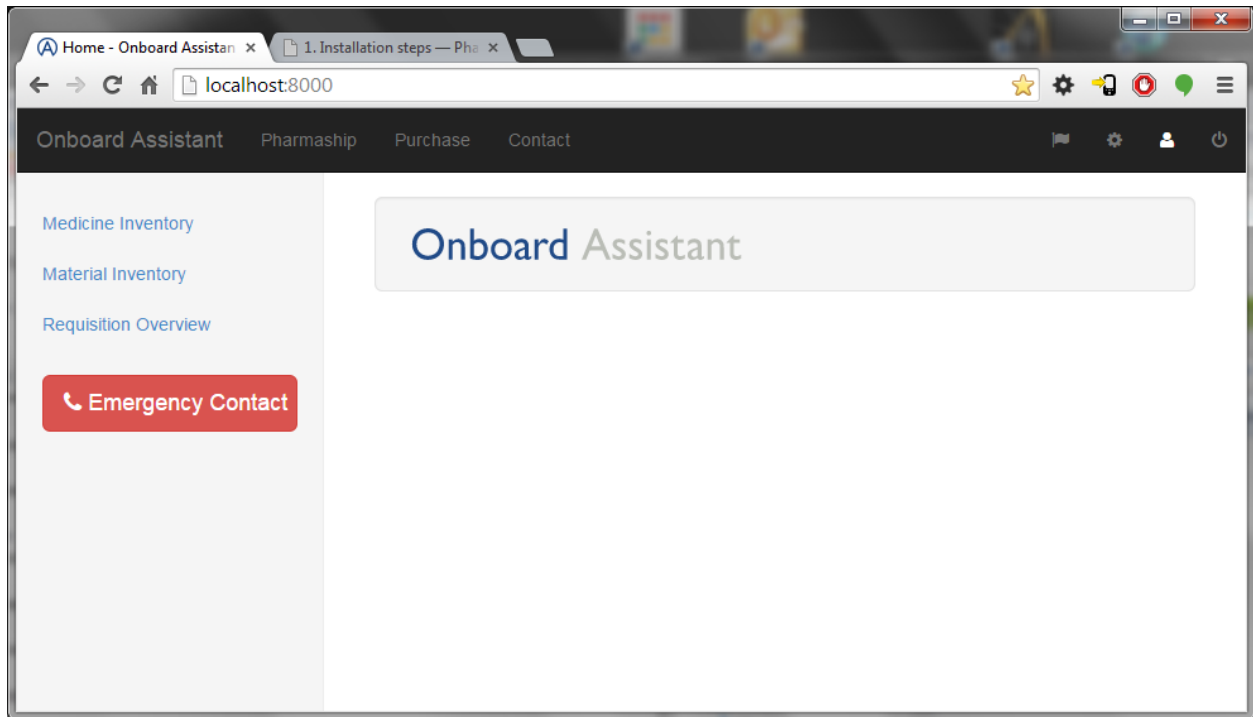 Home - Onboard Assistan
1. Installation steps — Pha
localhost:8000
Onboard Assistant Pharmaship Purchase Contact
Medicine Inventory
Onboard Assistant
Material Inventory
Requisition Overview
Emergency Contact